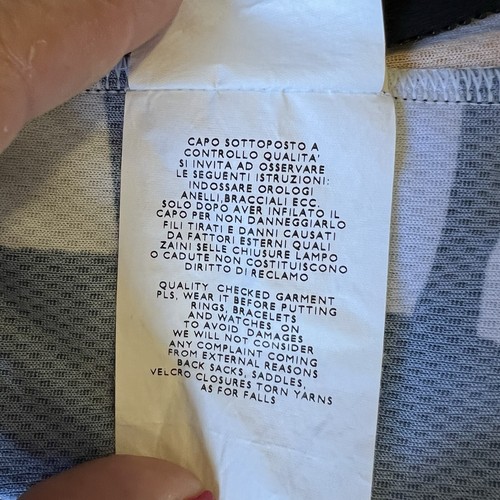 CAPO SOTTOPOSTO A
CONTROLLO QUALITA'
SI INVITA AD OSSERVARE
LE SEGUENTI ISTRUZIONI:
INDOSSARE OROLOGI
ANELLI, BRACCIALI ECC.
SOLO DOPO AVER INFILATO IL
CAPO PER NON DANNEGGIARLO
FILI TIRATI E DANNI CAUSATI
DA FATTORI ESTERNI QUALI
ZAINI SELLE CHIUSURE LAMPO
O CADUTE NON COSTITUISCONO
DIRITTO DI RECLAMO
QUALITY CHECKED GARMENT
PLS, WEAR IT BEFORE PUTTING
RINGS, BRACELETS
AND WATCHES ON
TO AVOID DAMAGES
WE WILL NOT CONSIDER
ANY COMPLAINT COMING
FROM EXTERNAL REASONS
BACK SACKS, SADDLES,
VELCRO CLOSURES TORN YARNS
AS FOR FALLS